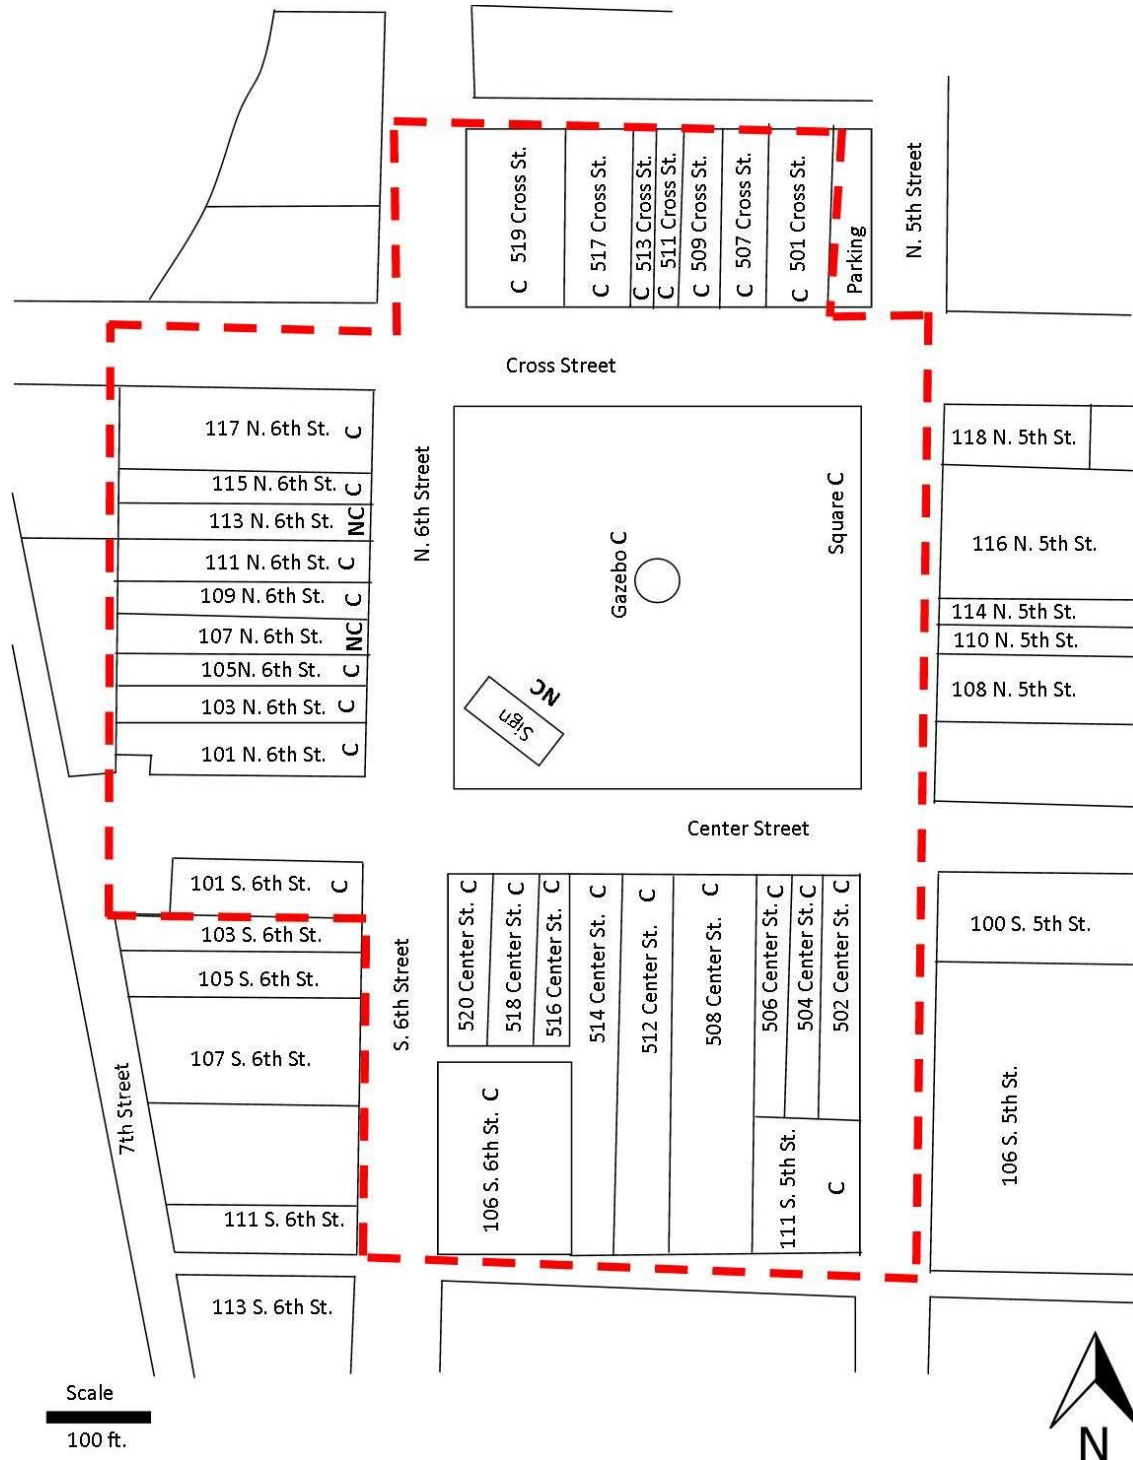 C 519 Cross St.
C 517 Cross St.
C 513 Cross St.
C 511 Cross St.
C 509 Cross St.
C 507 Cross St.
C 501 Cross St.
Parking
N. 5th Street
Cross Street
117 N. 6th St. C
115 N. 6th St. C
113 N. 6th St. NC
111 N. 6th St. C
109 N. 6th St. C
107 N. 6th St. NC
105N. 6th St. C
103 N. 6th St. C
101 N. 6th St. C
N. 6th Street
Square C
Gazebo C
NC
Sign
118 N. 5th St.
116 N. 5th St.
114 N. 5th St.
110 N. 5th St.
108 N. 5th St.
Center Street
101 S. 6th St. C
103 S. 6th St.
105 S. 6th St.
107 S. 6th St.
111 S. 6th St.
113 S. 6th St.
7th Street
S. 6th Street
520 Center St. C
518 Center St. C
516 Center St. C
514 Center St. C
512 Center St. C
508 Center St. C
506 Center St. C
504 Center St. C
502 Center St. C
106 S. 6th St. C
111 S. 5th St.
C
100 S. 5th St.
106 S. 5th St.
Scale
100 ft.
N